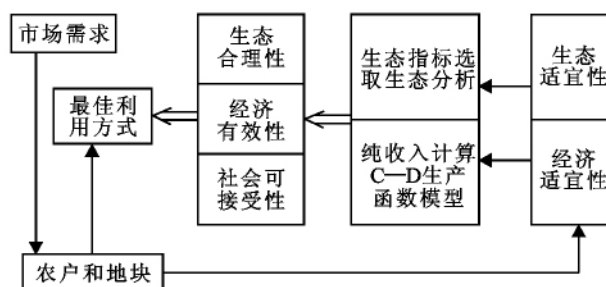 市场需求
最佳利
用方式
农户和地块
生态
合理性
经济
有效性
社会可
接受性
生态指标选
取生态分析
纯收入计算
C—D生产
函数模型
生态
适宜性
经济
适宜性